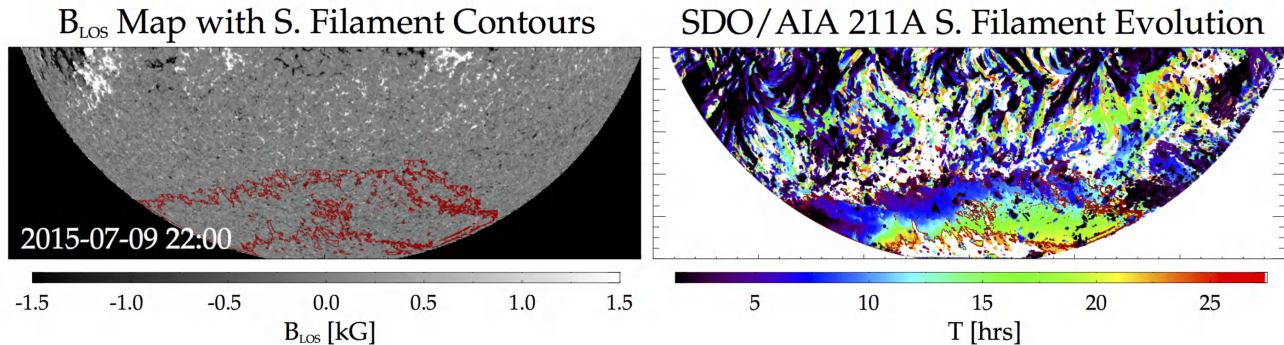 B_LOS Map with S. Filament Contours
SDO/AIA 211A S. Filament Evolution
2015-07-09 22:00
-1.5 -1.0 -0.5 0.0 0.5 1.0 1.5
B_LOS [kG]
5 10 15 20 25
T [hrs]